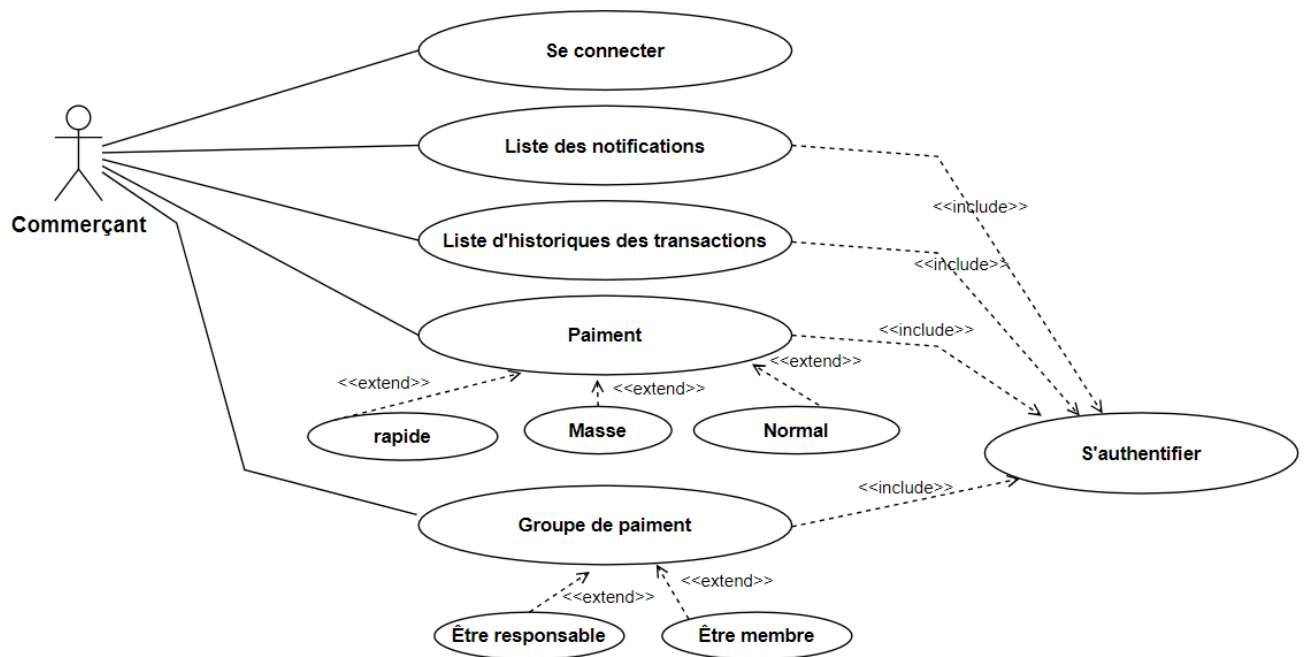 Se connecter
Liste des notifications
Commerçant
<<include>>
Liste d'historiques des transactions
<<include>>
Paiment
<<include>>
<<extend>>
<<extend>>
<<extend>>
rapide
Masse
Normal
S'authentifier
<<include>>
Groupe de paiment
<<extend>>
<<extend>>
Être responsable
Être membre